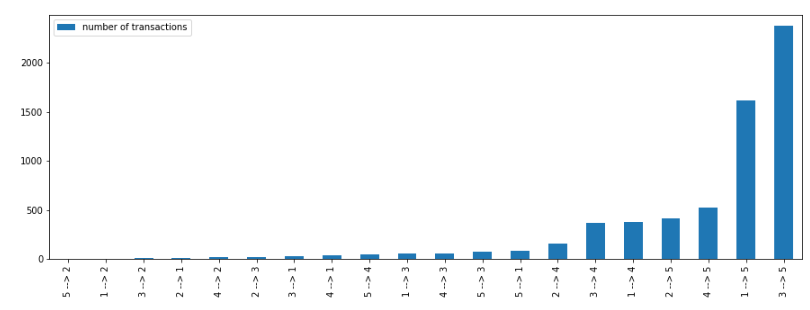 number of transactions
2000
1500
1000
500
0
5 --> 2
1 --> 2
3 --> 2
2 --> 1
4 --> 2
2 --> 3
3 --> 1
4 --> 1
5 --> 4
1 --> 3
4 --> 3
5 --> 3
5 --> 1
2 --> 4
3 --> 4
1 --> 4
2 --> 5
4 --> 5
1 --> 5
3 --> 5